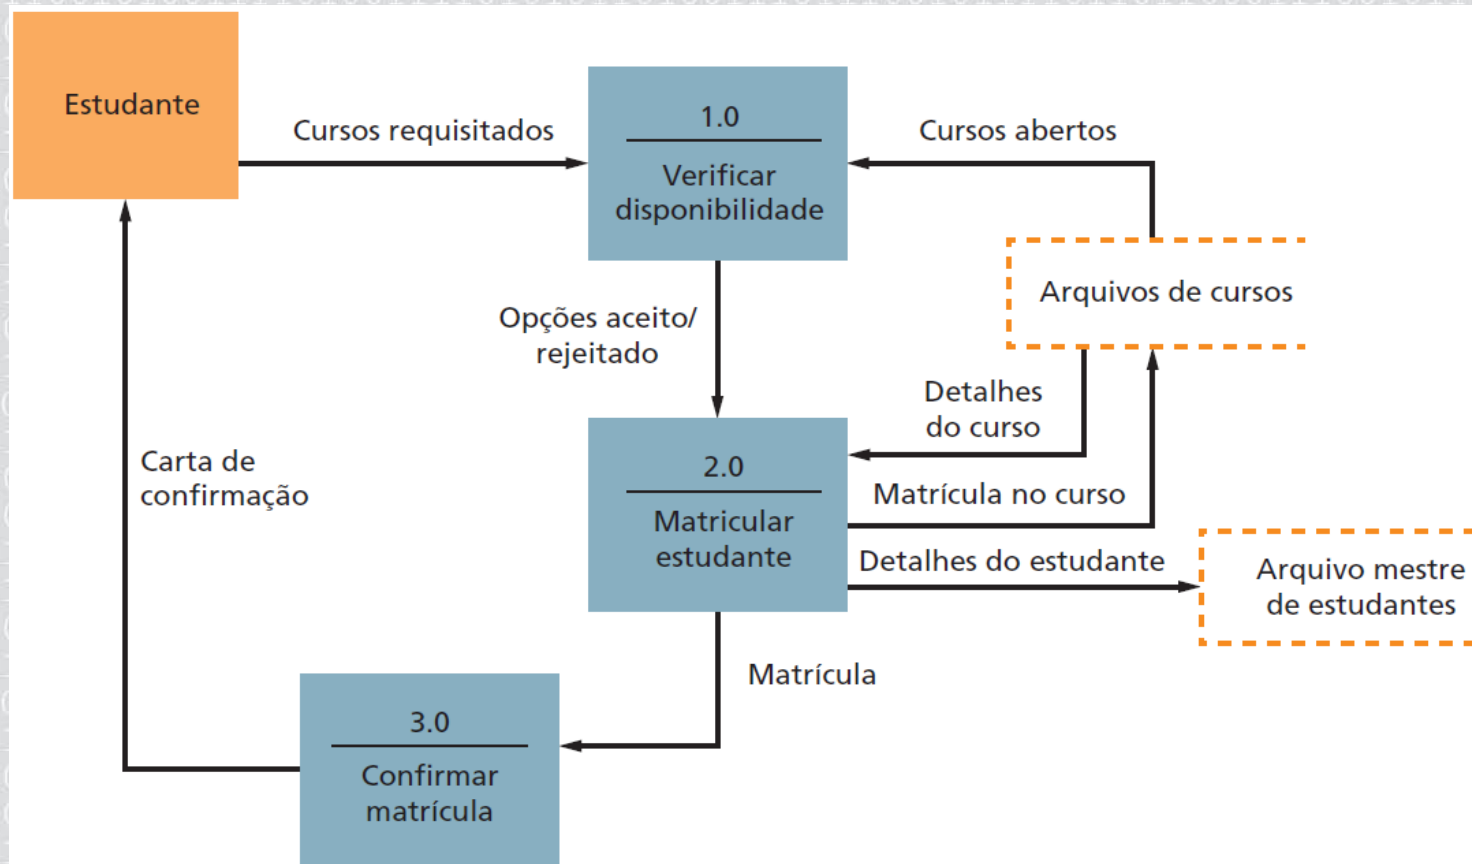 Estudante
Cursos requisitados
1.0
Verificar
disponibilidade
Cursos abertos
Arquivos de cursos
Opções aceito/
rejeitado
Detalhes
do curso
2.0
Matricular
estudante
Matrícula no curso
Detalhes do estudante
Arquivo mestre
de estudantes
Carta de
confirmação
Matrícula
3.0
Confirmar
matrícula